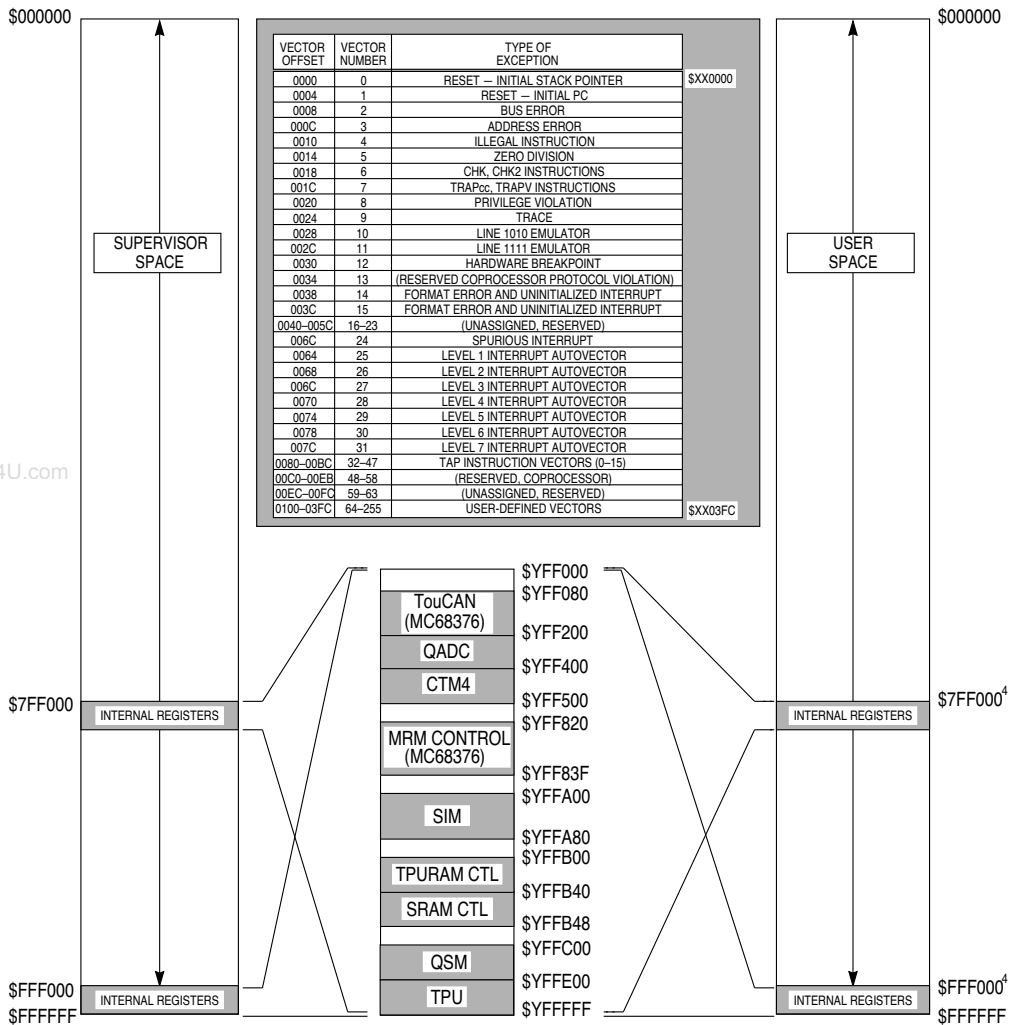 $000000
$000000
VECTOR OFFSET VECTOR NUMBER TYPE OF EXCEPTION
0000 0 RESET — INITIAL STACK POINTER $XX0000
0004 1 RESET — INITIAL PC
0008 2 BUS ERROR
000C 3 ADDRESS ERROR
0010 4 ILLEGAL INSTRUCTION
0014 5 ZERO DIVISION
0018 6 CHK, CHK2 INSTRUCTIONS
001C 7 TRAPcc, TRAPV INSTRUCTIONS
0020 8 PRIVILEGE VIOLATION
0024 9 TRACE
0028 10 LINE 1010 EMULATOR
002C 11 LINE 1111 EMULATOR
0030 12 HARDWARE BREAKPOINT
0034 13 (RESERVED COPROCESSOR PROTOCOL VIOLATION)
0038 14 FORMAT ERROR AND UNINITIALIZED INTERRUPT
003C 15 FORMAT ERROR AND UNINITIALIZED INTERRUPT
0040–005C 16–23 (UNASSIGNED, RESERVED)
006C 24 SPURIOUS INTERRUPT
0064 25 LEVEL 1 INTERRUPT AUTOVECTOR
0068 26 LEVEL 2 INTERRUPT AUTOVECTOR
006C 27 LEVEL 3 INTERRUPT AUTOVECTOR
0070 28 LEVEL 4 INTERRUPT AUTOVECTOR
0074 29 LEVEL 5 INTERRUPT AUTOVECTOR
0078 30 LEVEL 6 INTERRUPT AUTOVECTOR
007C 31 LEVEL 7 INTERRUPT AUTOVECTOR
0080–00BC 32–47 TAP INSTRUCTION VECTORS (0–15)
00C0–00EB 48–58 (RESERVED, COPROCESSOR)
00EC–00FC 59–63 (UNASSIGNED, RESERVED)
0100–03FC 64–255 USER-DEFINED VECTORS $XX03FC
SUPERVISOR
SPACE
USER
SPACE
4U.com
$YFF000
$YFF080
TouCAN
(MC68376)
$YFF200
QADC
$YFF400
CTM4
$YFF500
$YFF820
MRM CONTROL
(MC68376)
$YFF83F
$YFFA00
SIM
$YFFA80
$YFFB00
TPURAM CTL
$YFFB40
SRAM CTL
$YFFB48
$YFFC00
QSM
$YFFE00
TPU
$YFFFFF
$7FF000
INTERNAL REGISTERS
INTERNAL REGISTERS
$7FF000⁴
$FFF000
INTERNAL REGISTERS
$FFFFFF
$FFF000⁴
INTERNAL REGISTERS
$FFFFFF